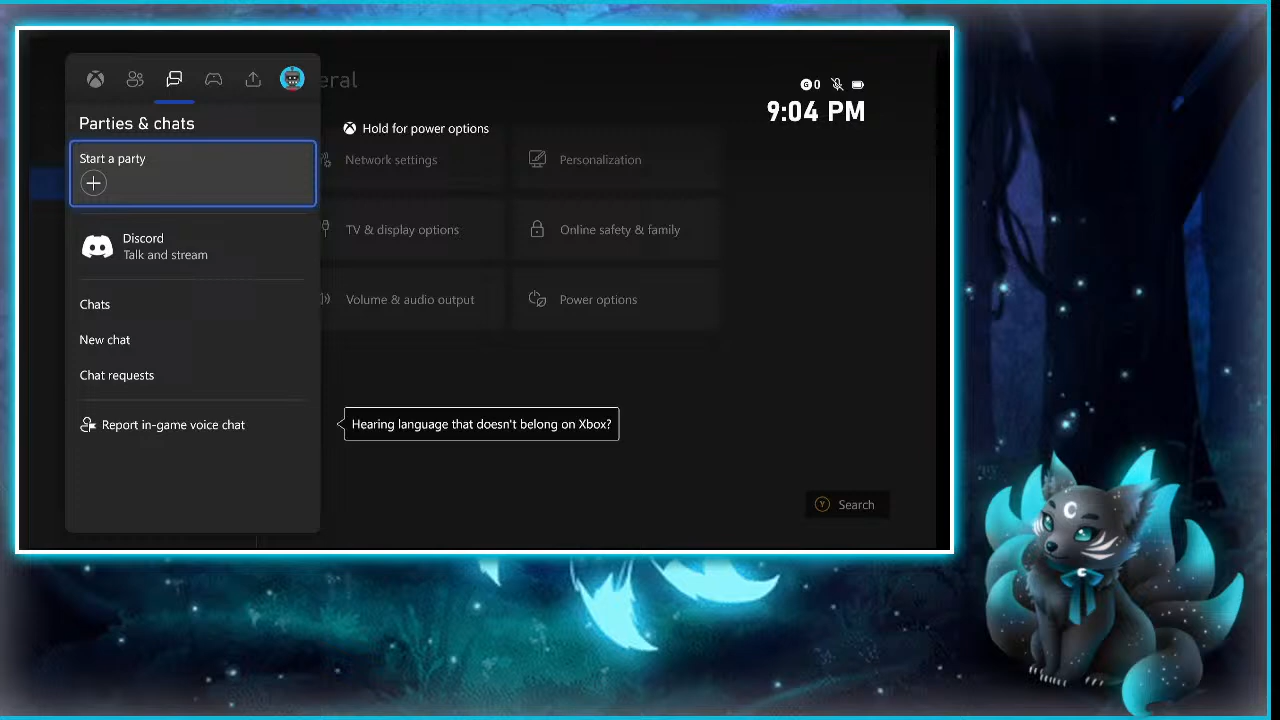 eral
0
9:04 PM
Parties & chats
Hold for power options
Start a party
Network settings
Personalization
Discord
Talk and stream
TV & display options
Online safety & family
Chats
Volume & audio output
Power options
New chat
Chat requests
Report in-game voice chat
Hearing language that doesn't belong on Xbox?
Y Search